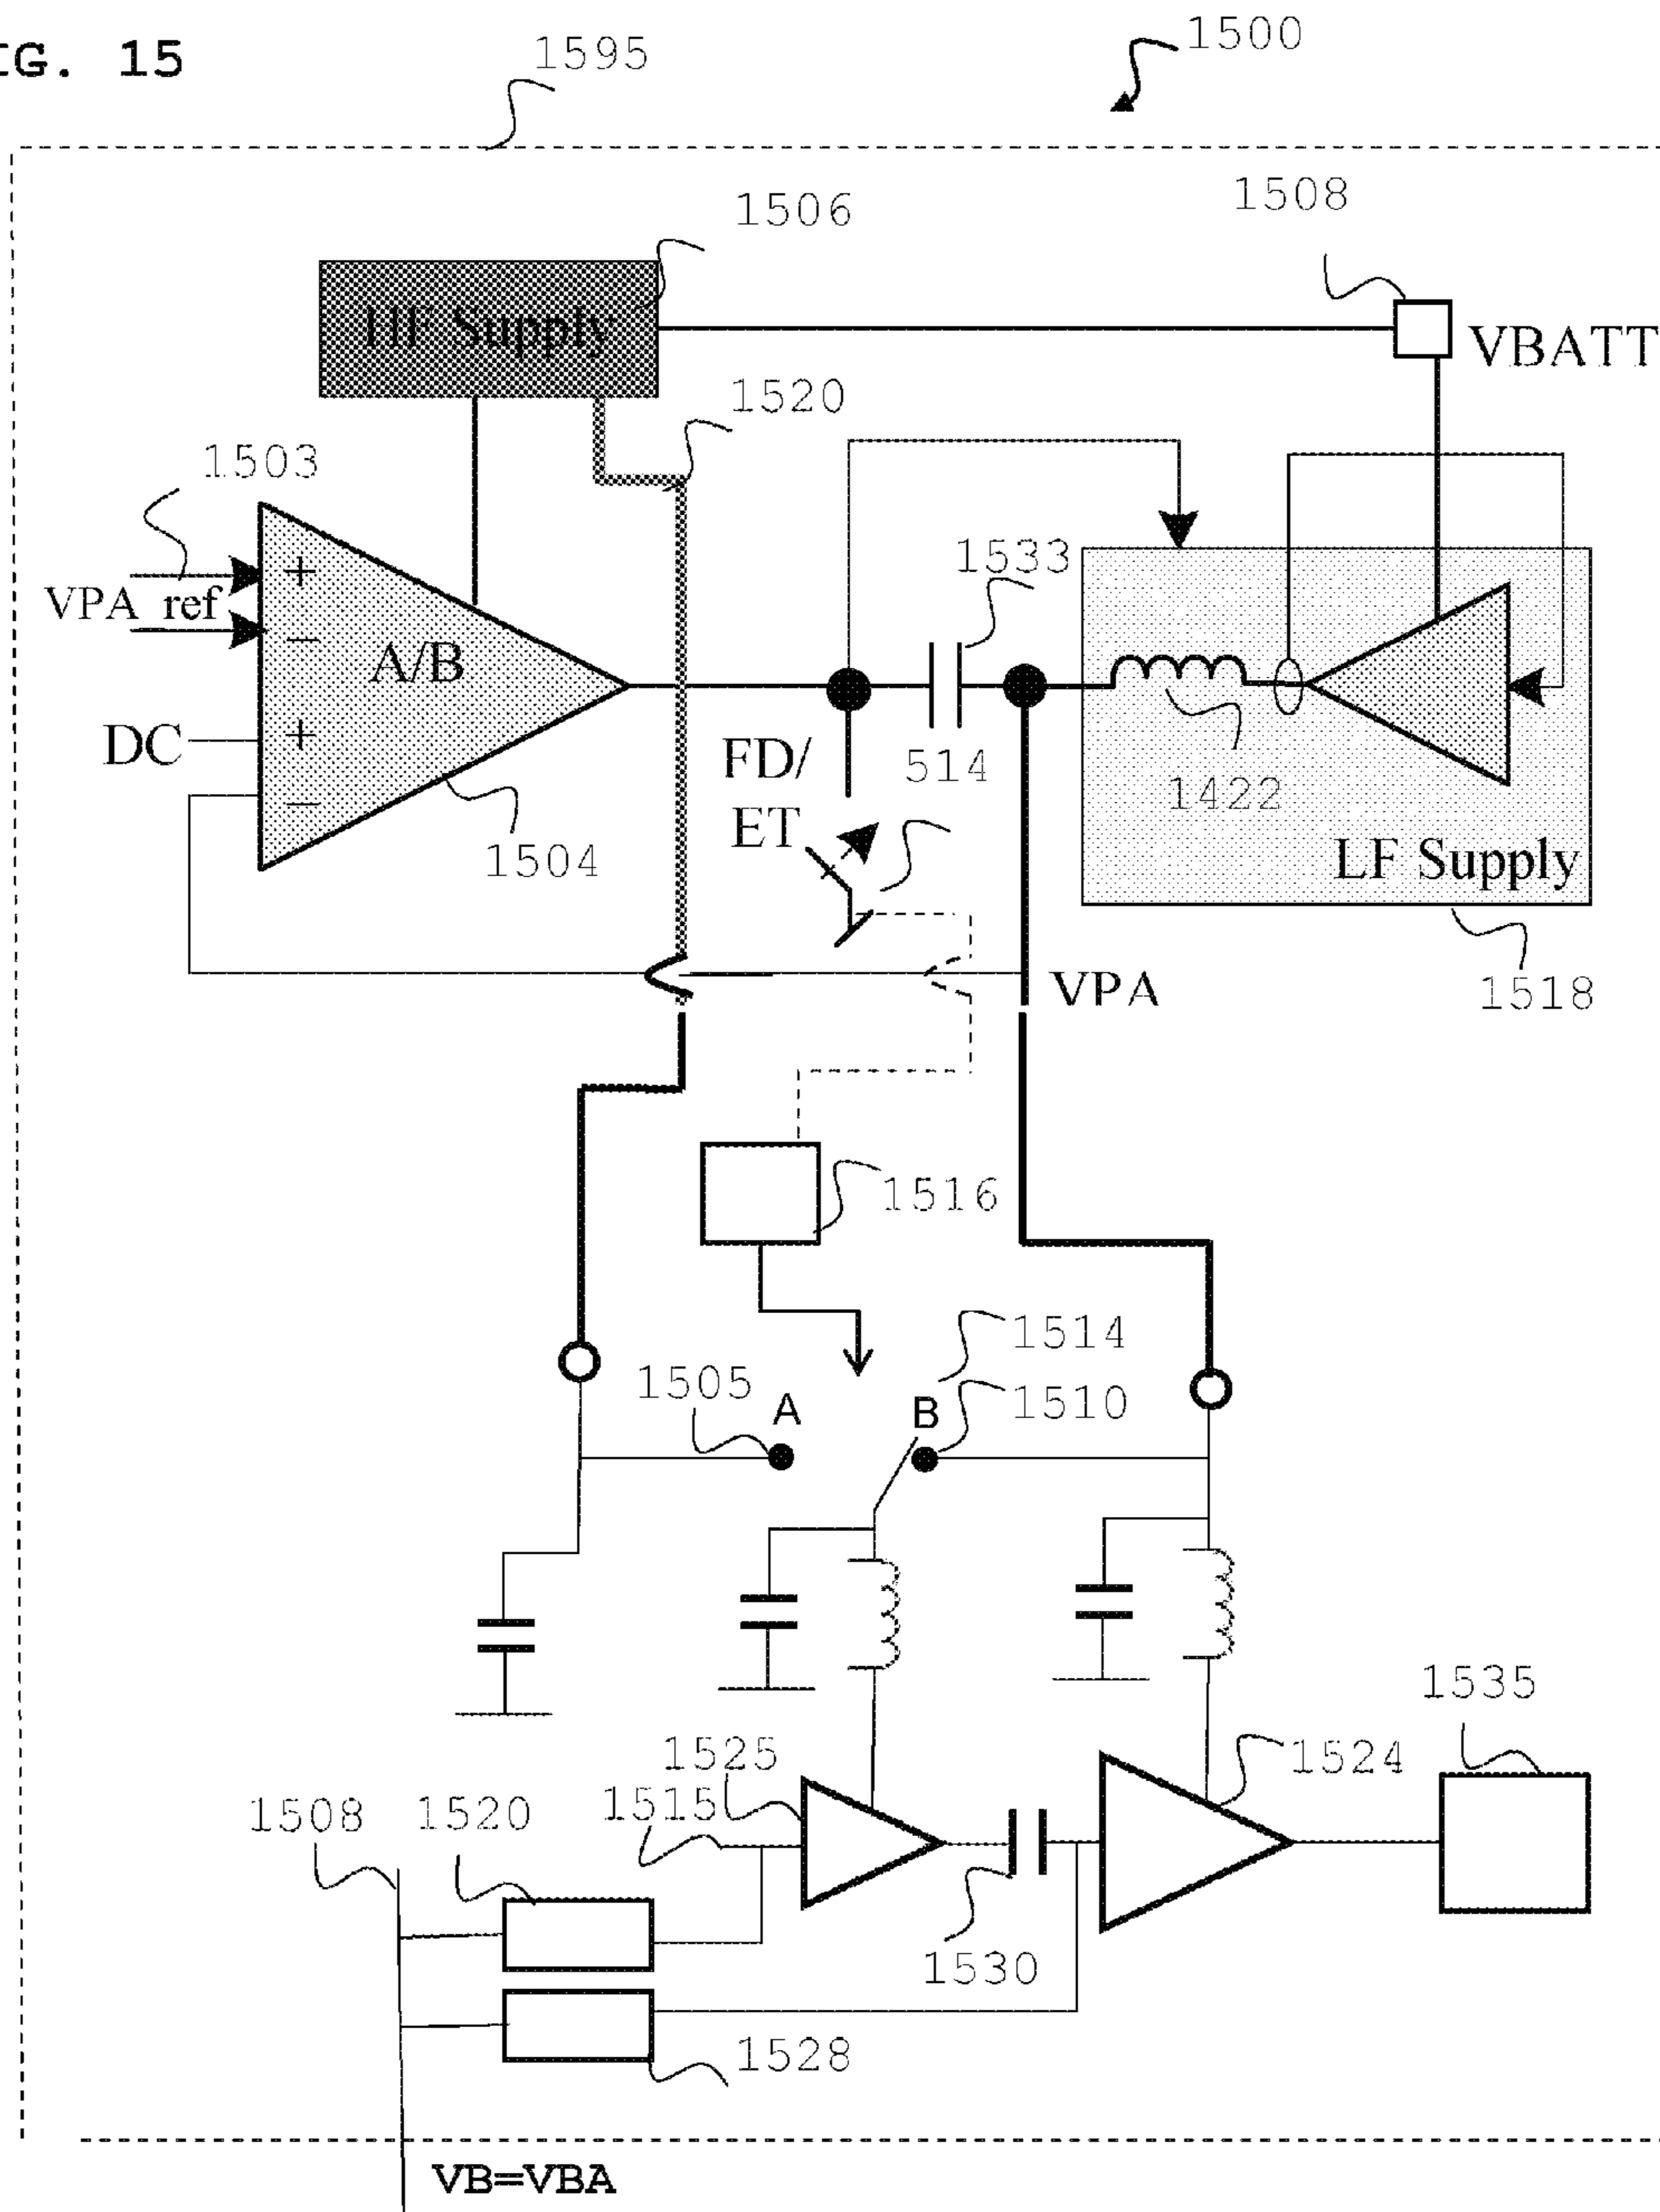 IG. 15
1595
1500
1506
1508
HF Supply
VBATT
1520
1503
1533
VPA_ref
+
−
A/B
DC
+
−
FD/
ET
514
1422
1504
LF Supply
VPA
1518
1516
1514
1505
A
B
1510
1535
1525
1524
1508
1520
1515
1530
1528
VB=VBA